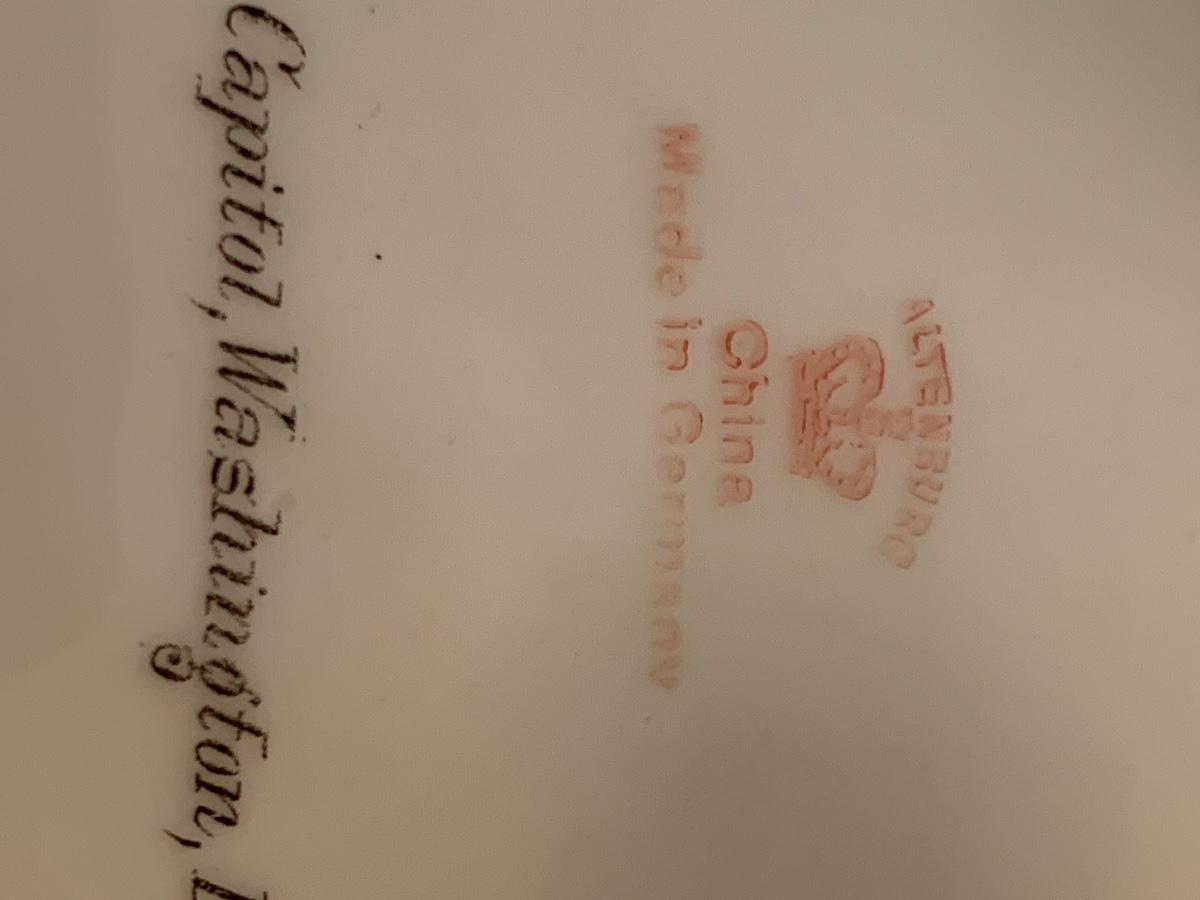 ALTENBURG
China
Made in Germany
Capitol, Washington,